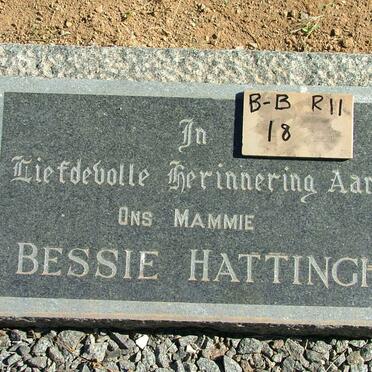 B-B R11
18
In
Liefdevolle Herinnering Aan
Ons Mammie
BESSIE HATTINGH